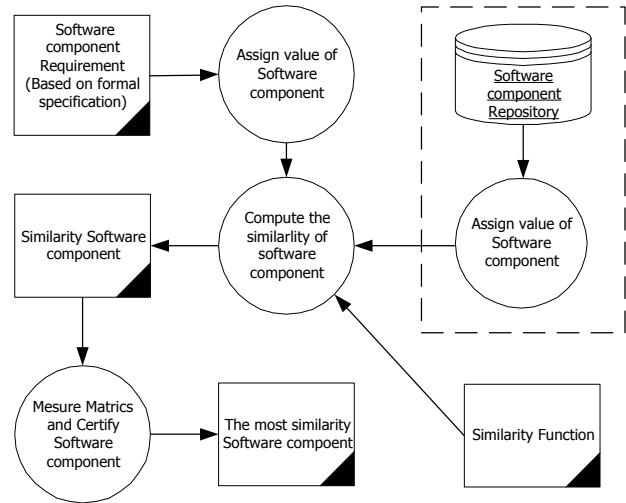 Software
component
Requirement
(Based on formal
specification)
Assign value of
Software
component
Software
component
Repository
Similarity Software
component
Compute the
similarlity of
software
component
Assign value of
Software
component
Mesure Matrics
and Certify
Software
component
The most similarity
Software compoent
Similarity Function